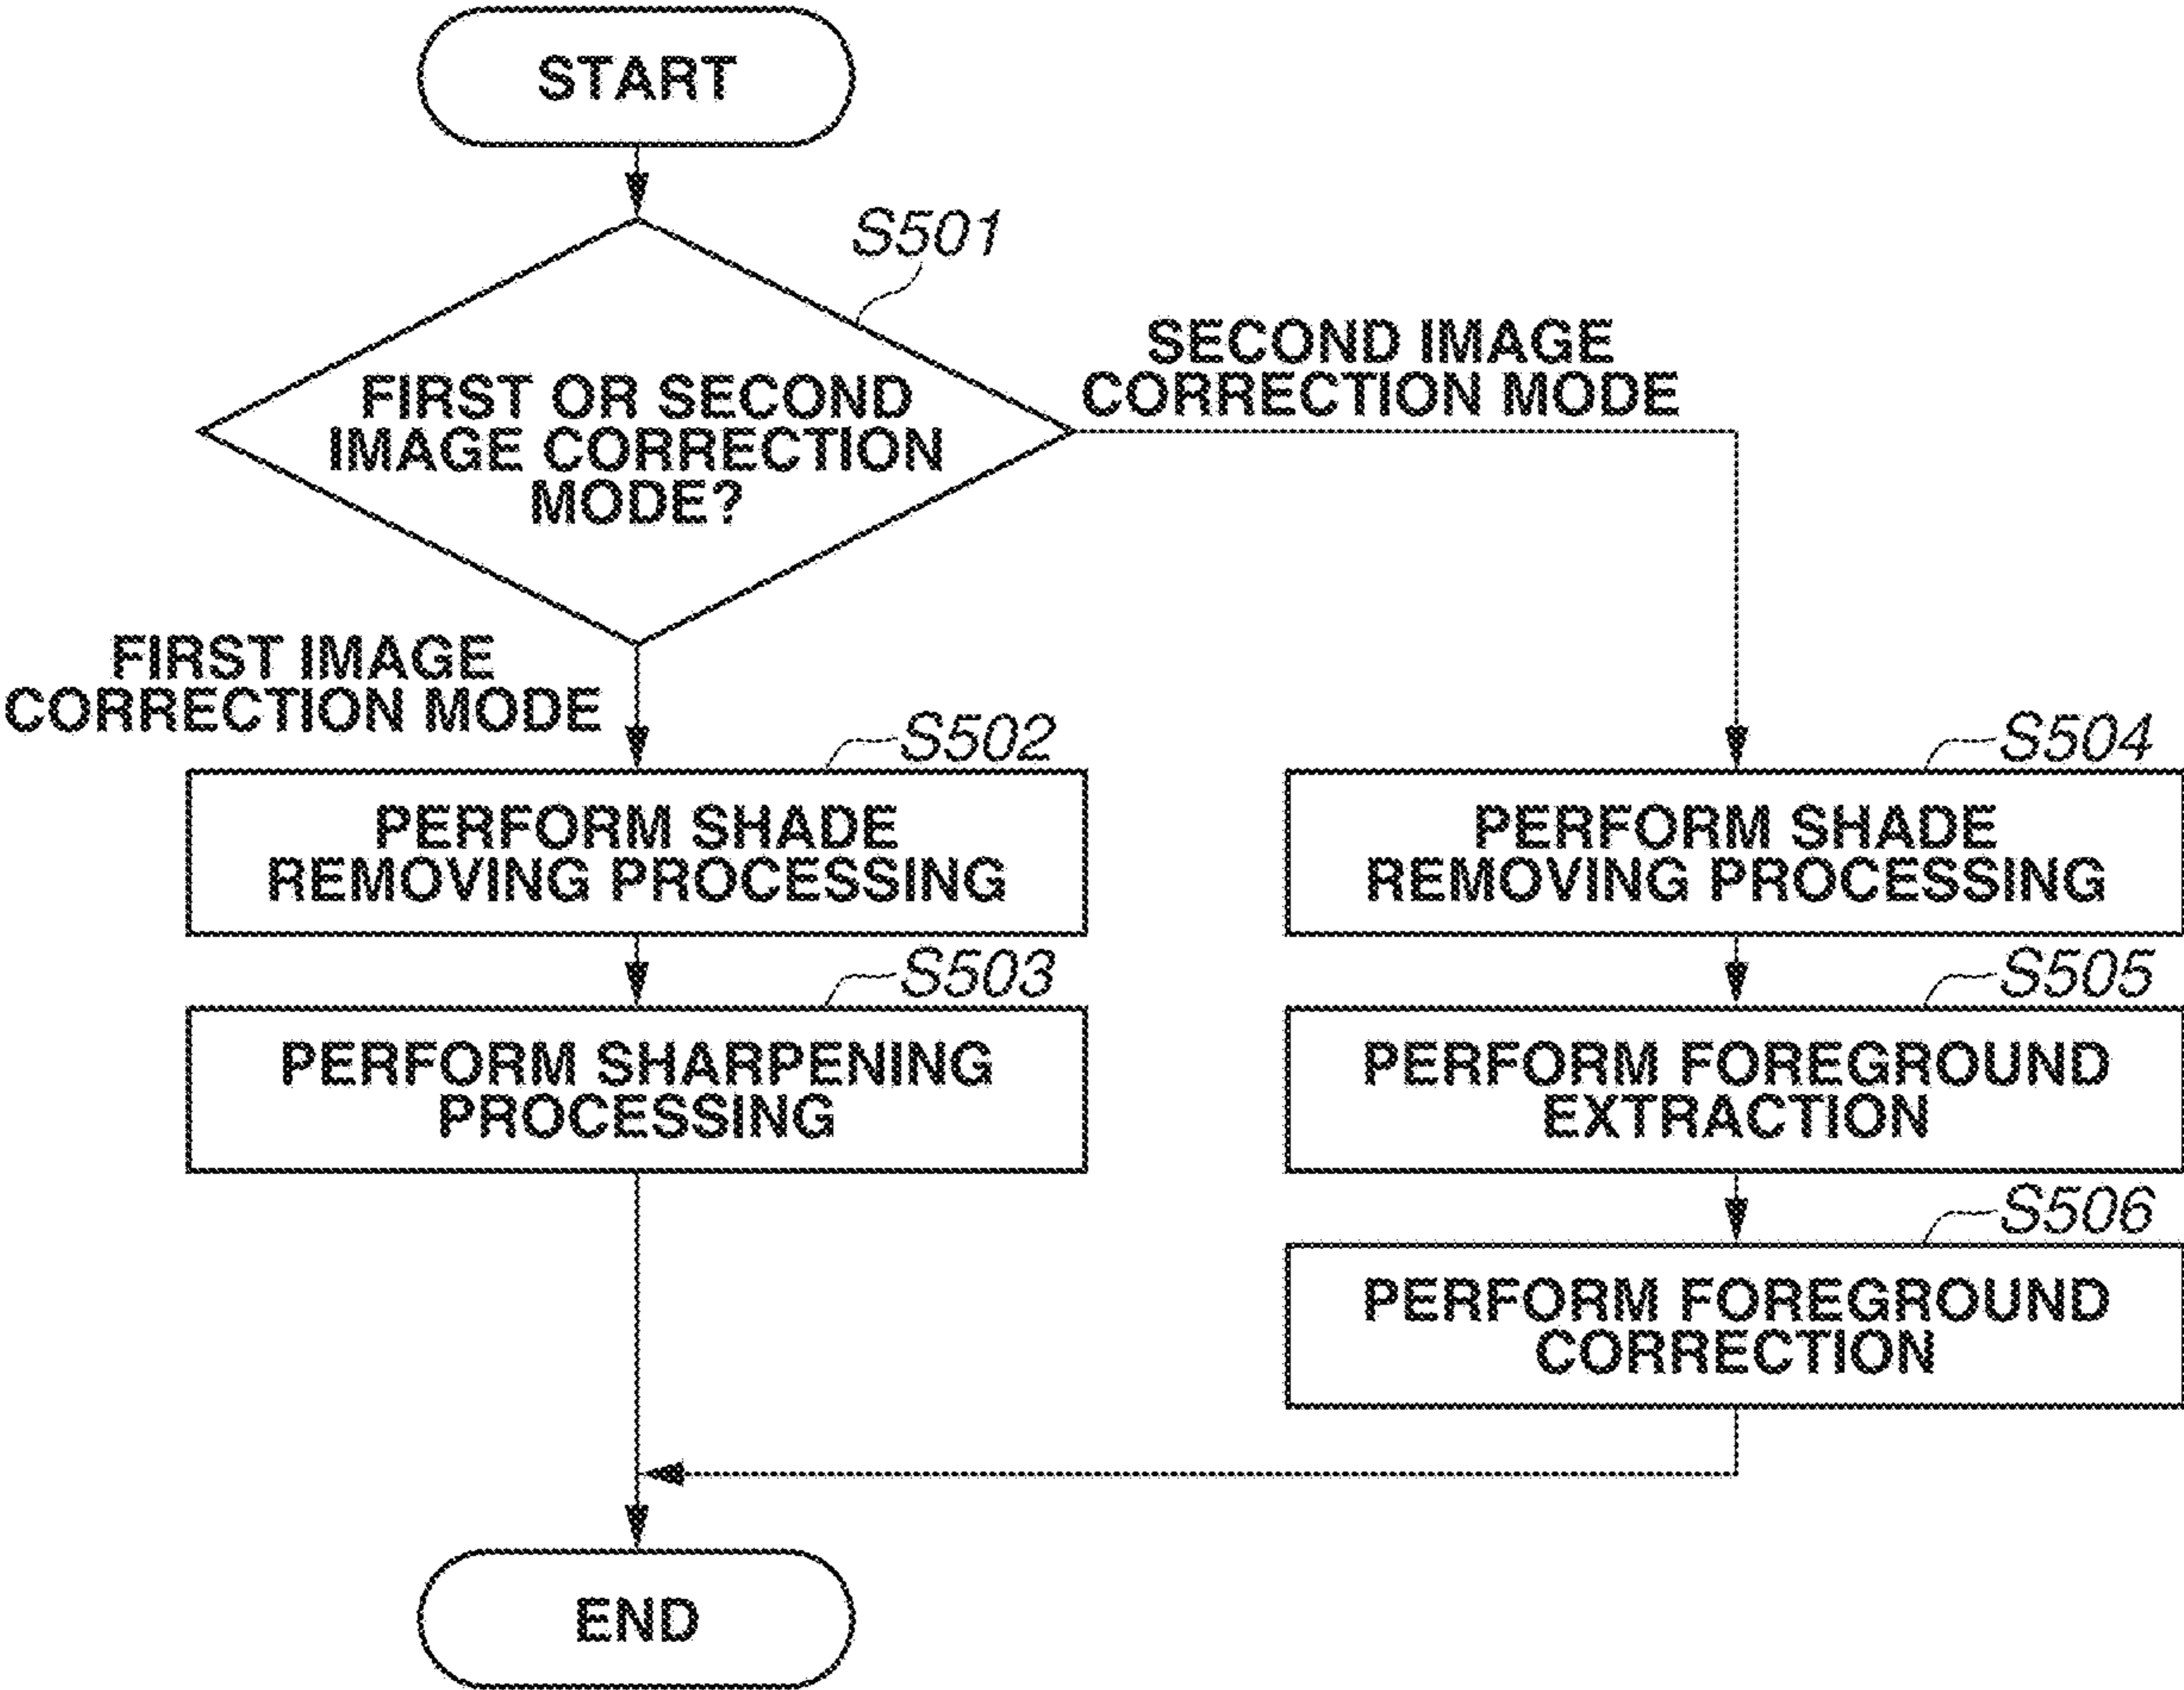 START
S501
FIRST OR SECOND
IMAGE CORRECTION
MODE?
SECOND IMAGE
CORRECTION MODE
FIRST IMAGE
CORRECTION MODE
S502
PERFORM SHADE
REMOVING PROCESSING
S503
PERFORM SHARPENING
PROCESSING
S504
PERFORM SHADE
REMOVING PROCESSING
S505
PERFORM FOREGROUND
EXTRACTION
S506
PERFORM FOREGROUND
CORRECTION
END